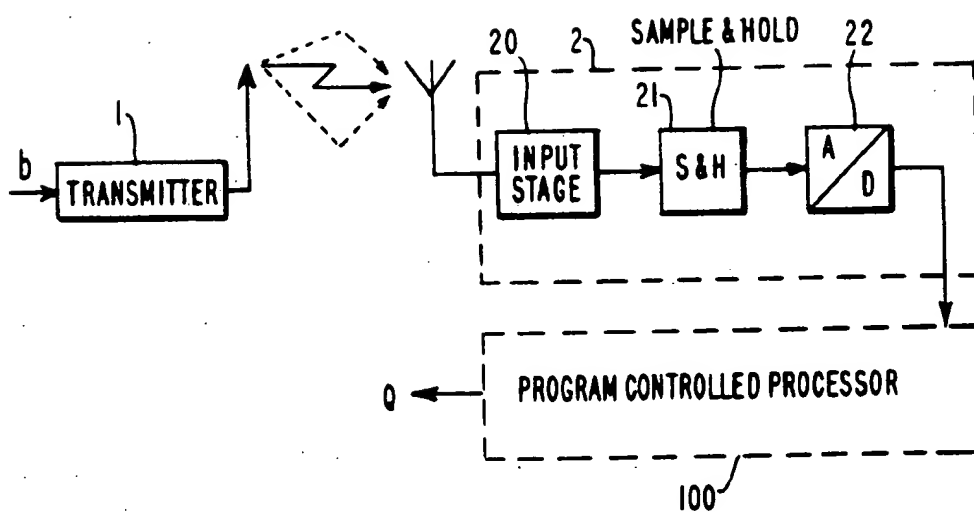 SAMPLE & HOLD
20
2
22
21
1
b
TRANSMITTER
INPUT
STAGE
S & H
A
D
PROGRAM CONTROLLED PROCESSOR
Q
100